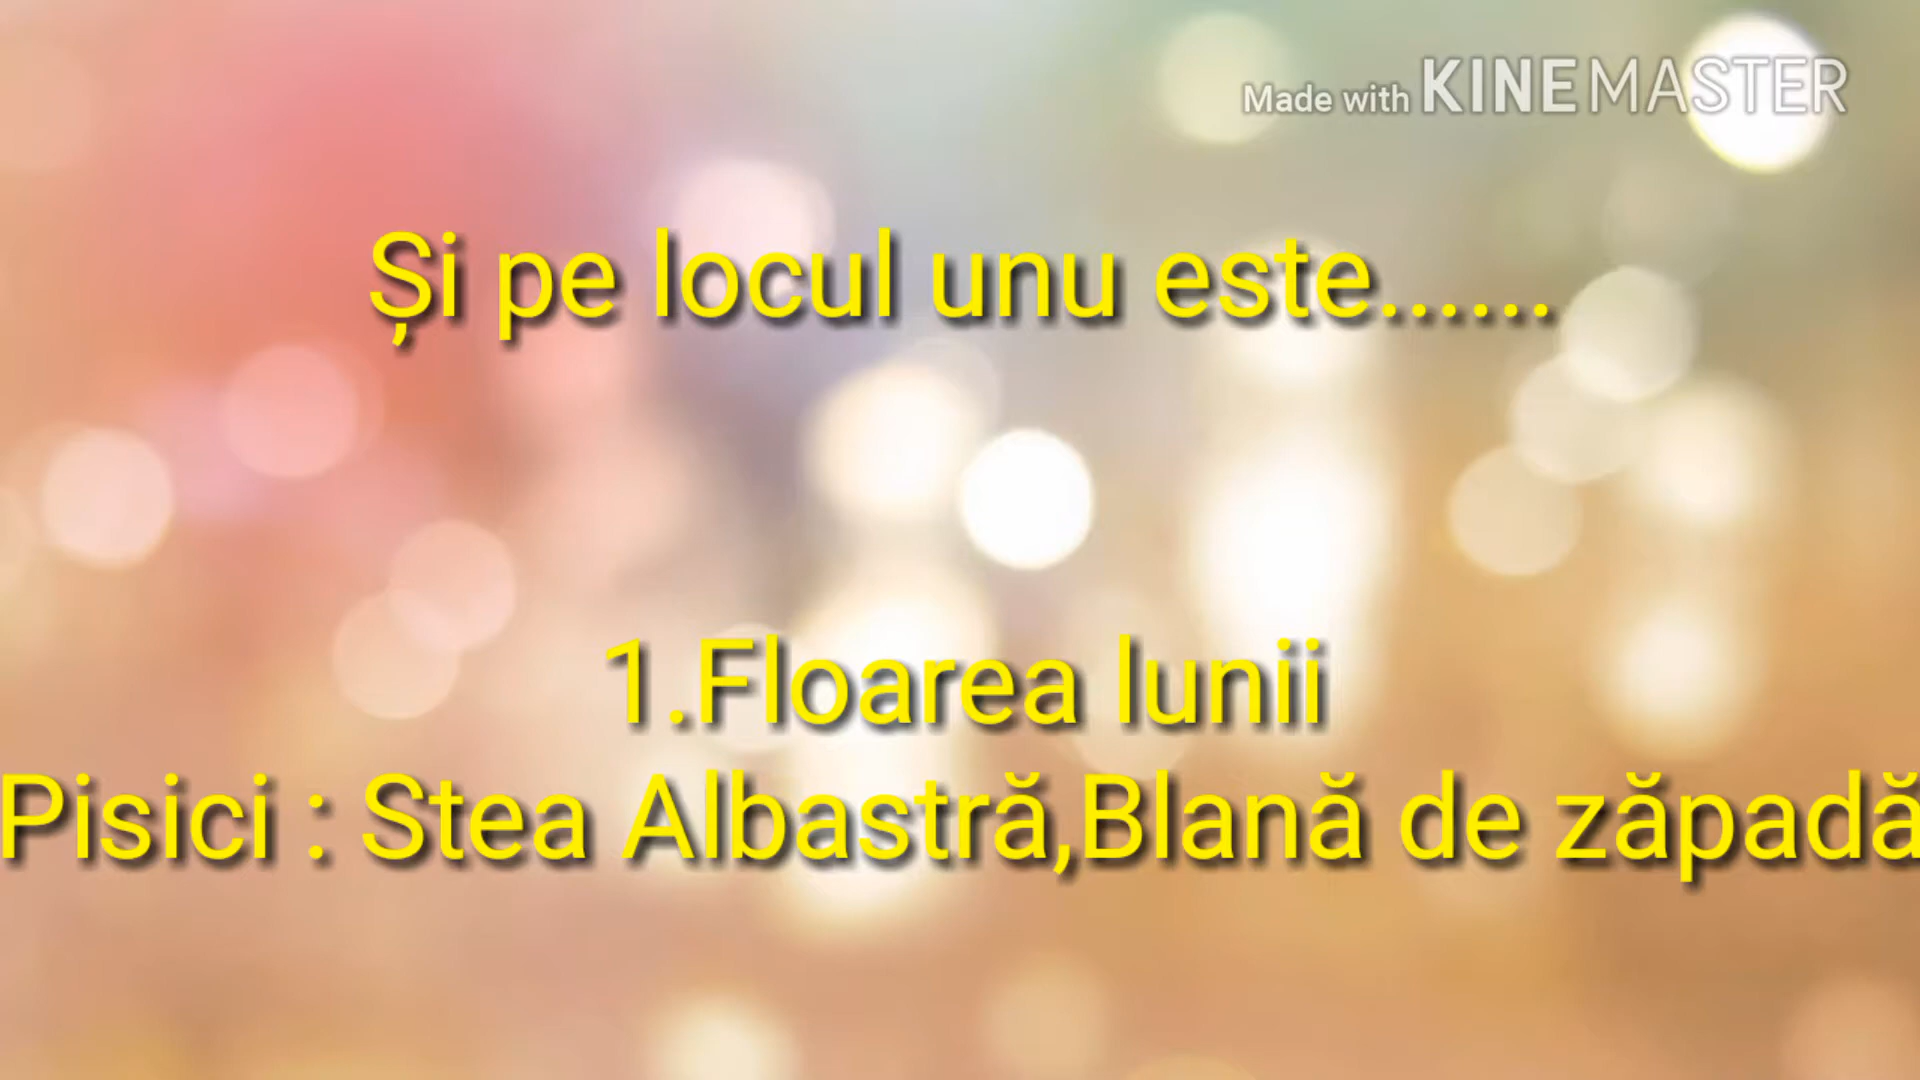 Made with KINEMASTER
Și pe locul unu este......
1.Floarea lunii
Pisici : Stea Albastră,Blană de zăpadă